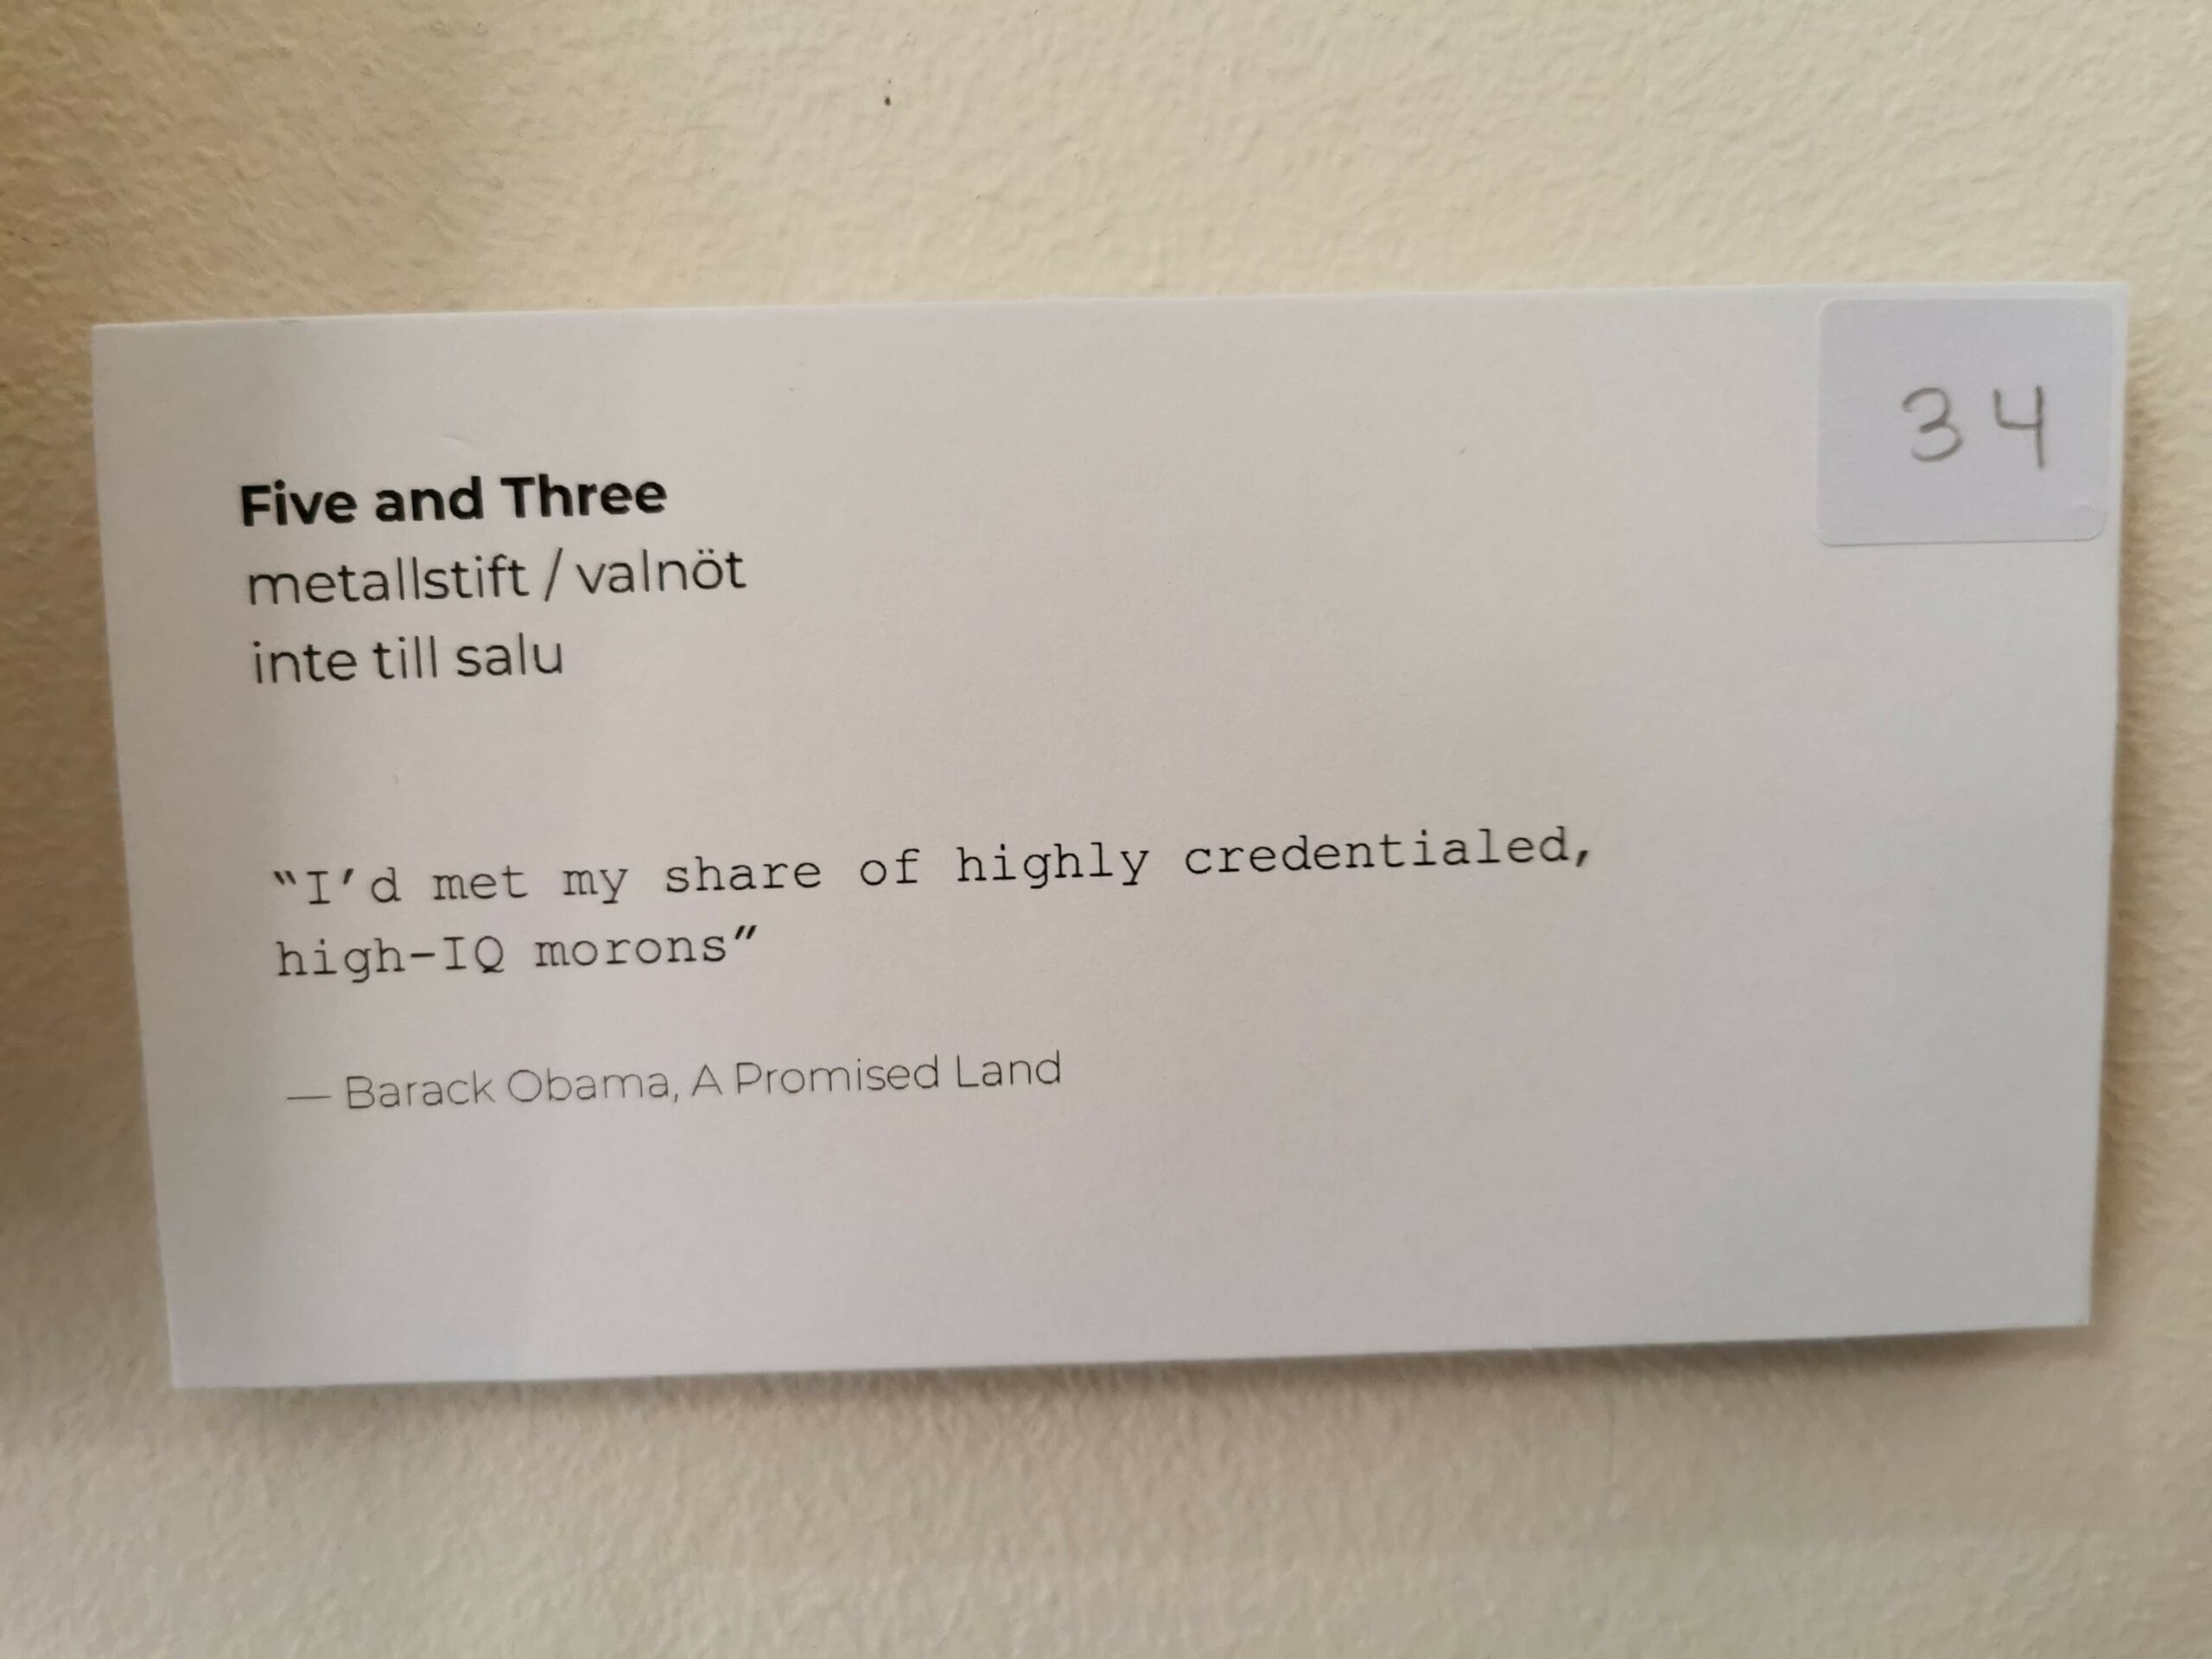 34
Five and Three
metallstift / valnöt
inte till salu
“I’d met my share of highly credentialed,
high-IQ morons”
— Barack Obama, A Promised Land